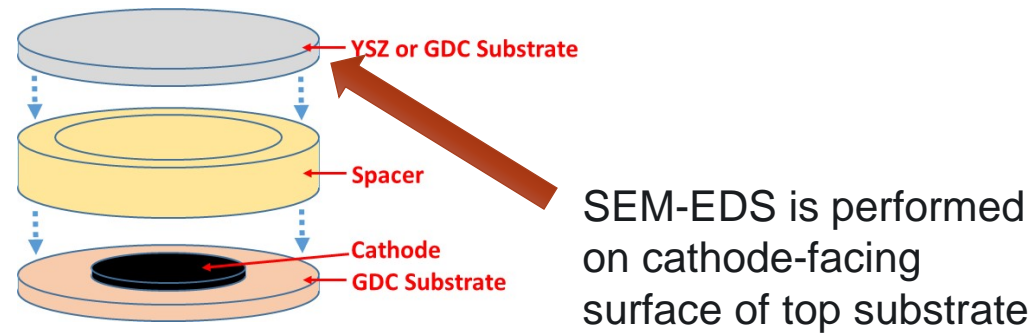 YSZ or GDC Substrate
Spacer
Cathode
GDC Substrate
SEM-EDS is performed
on cathode-facing
surface of top substrate